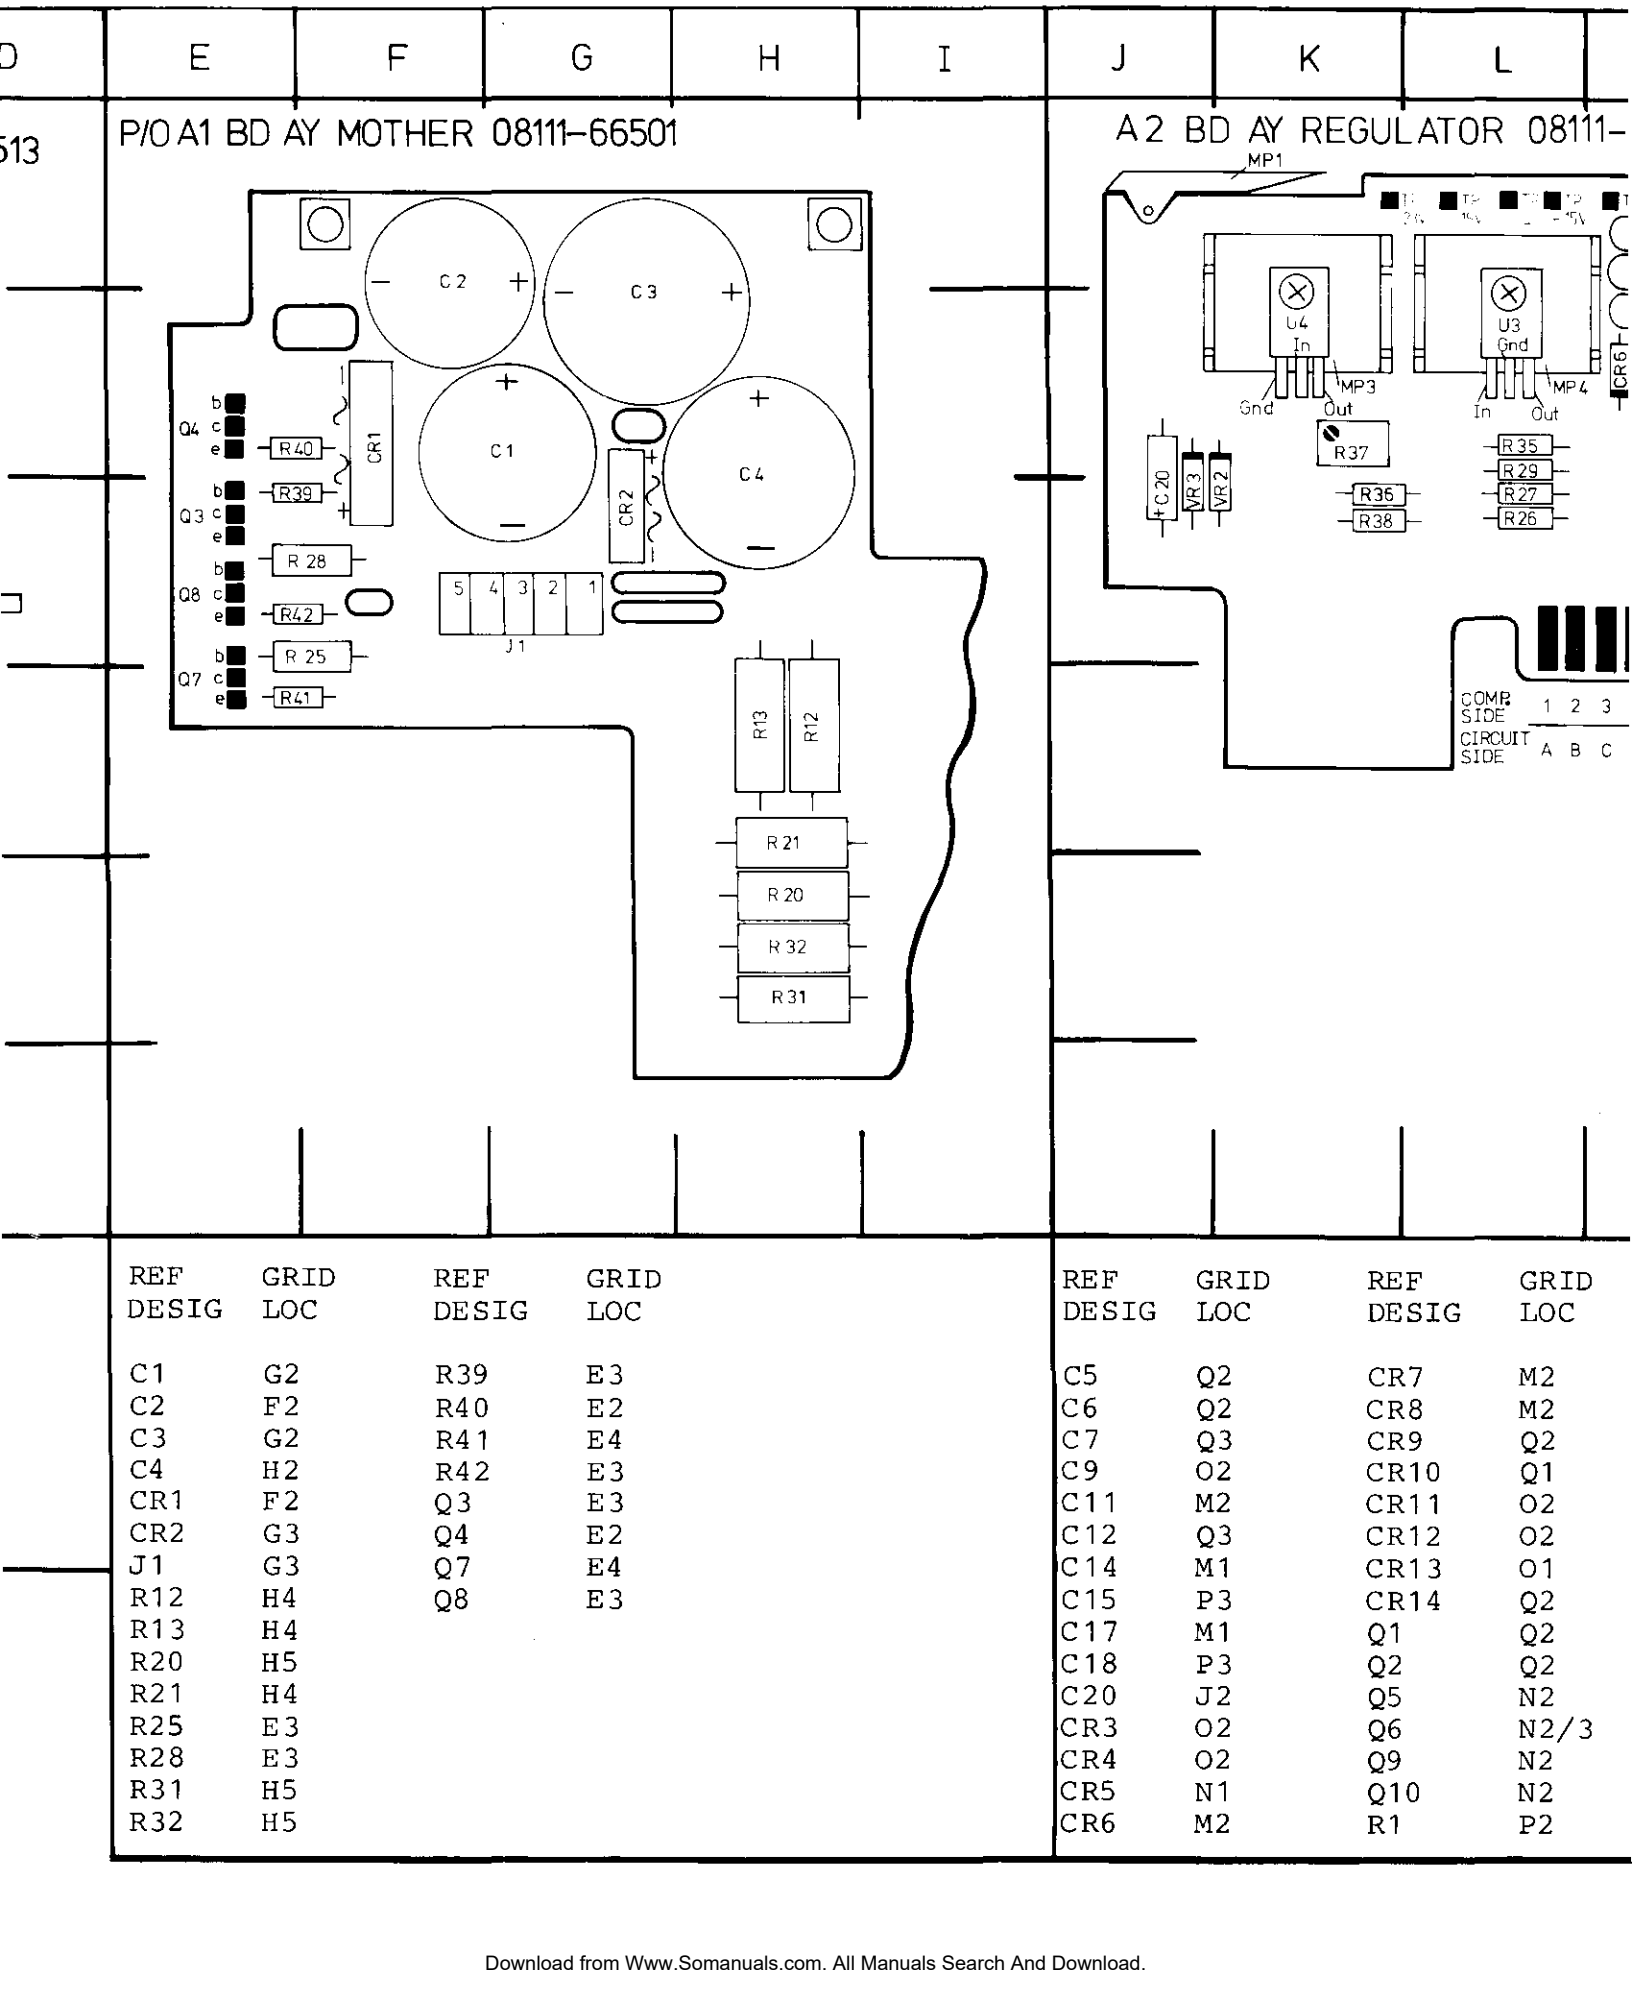 D E F G H I J K L
513
P/O A1 BD AY MOTHER 08111-66501
A2 BD AY REGULATOR 08111-
MP1
C2
- +
C3
- +
U4
In
Gnd
Out
MP3
U3
Gnd
In
Out
MP4
CR6
+
C1
-
+
C4
-
CR1
+
CR2
+
Q4
b
c
e
R40
Q3
b
c
e
R39
R28
Q8
b
c
e
R42
R25
Q7
b
c
e
R41
5 4 3 2 1
J1
R13
R12
R21
R20
R32
R31
+C20
VR3
VR2
R37
R36
R38
R35
R29
R27
R26
COMP.
SIDE
1 2 3
CIRCUIT
SIDE
A B C
REF GRID REF GRID
DESIG LOC DESIG LOC
C1 G2 R39 E3
C2 F2 R40 E2
C3 G2 R41 E4
C4 H2 R42 E3
CR1 F2 Q3 E3
CR2 G3 Q4 E2
J1 G3 Q7 E4
R12 H4 Q8 E3
R13 H4
R20 H5
R21 H4
R25 E3
R28 E3
R31 H5
R32 H5
REF GRID REF GRID
DESIG LOC DESIG LOC
C5 Q2 CR7 M2
C6 Q2 CR8 M2
C7 Q3 CR9 Q2
C9 O2 CR10 Q1
C11 M2 CR11 O2
C12 Q3 CR12 O2
C14 M1 CR13 O1
C15 P3 CR14 Q2
C17 M1 Q1 Q2
C18 P3 Q2 Q2
C20 J2 Q5 N2
CR3 O2 Q6 N2/3
CR4 O2 Q9 N2
CR5 N1 Q10 N2
CR6 M2 R1 P2
Download from Www.Somanuals.com. All Manuals Search And Download.